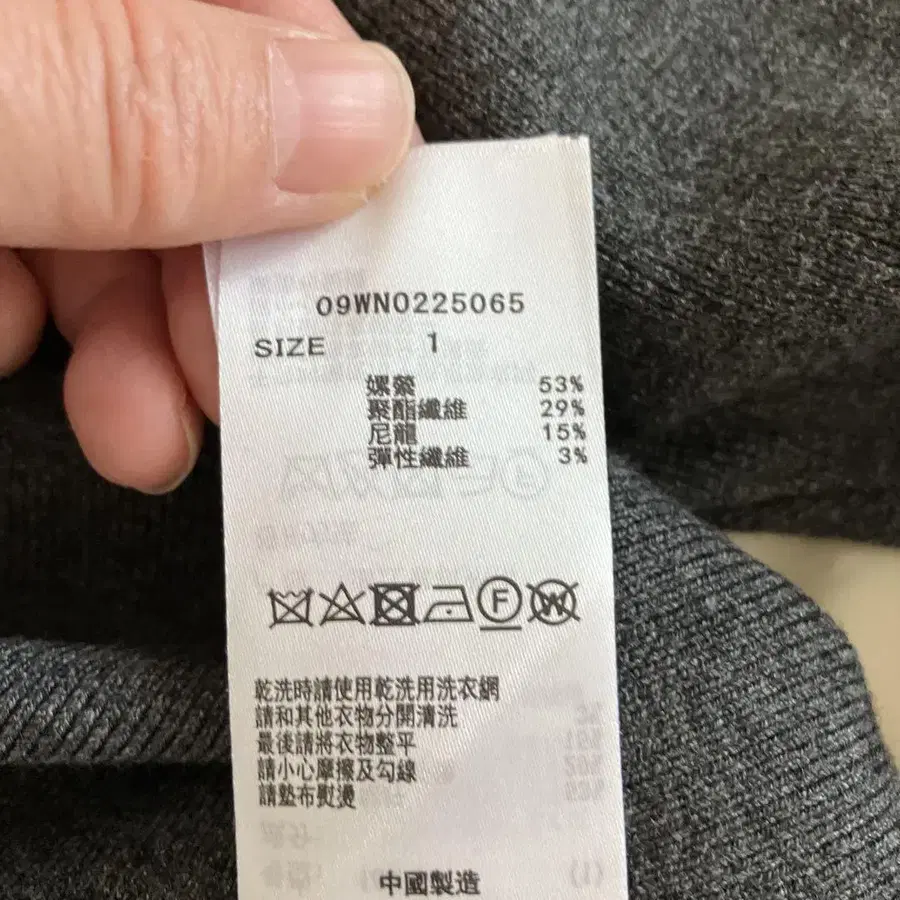 09WN0225065
SIZE 1
嫘縈 53%
聚酯纖維 29%
尼龍 15%
彈性纖維 3%
F W
乾洗時請使用乾洗用洗衣網
請和其他衣物分開清洗
最後請將衣物整平
請小心摩擦及勾線
請墊布熨燙
中國製造